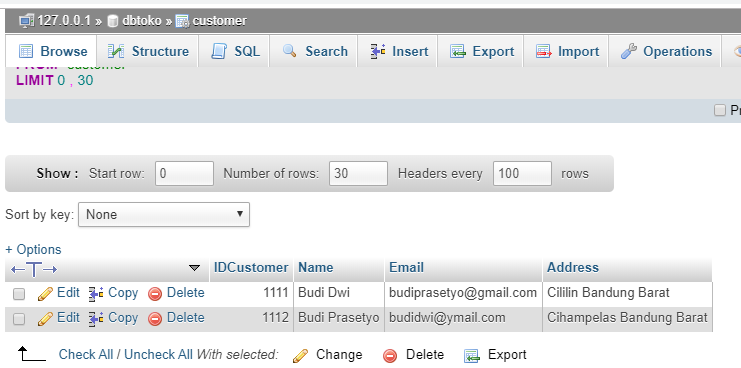 127.0.0.1 » dbtoko » customer
Browse Structure SQL Search Insert Export Import Operations
LIMIT 0 , 30
Show : Start row: 0 Number of rows: 30 Headers every 100 rows
Sort by key: None
+ Options
IDCustomer Name Email Address
Edit Copy Delete 1111 Budi Dwi budiprasetyo@gmail.com Cililin Bandung Barat
Edit Copy Delete 1112 Budi Prasetyo budidwi@ymail.com Cihampelas Bandung Barat
Check All / Uncheck All With selected: Change Delete Export